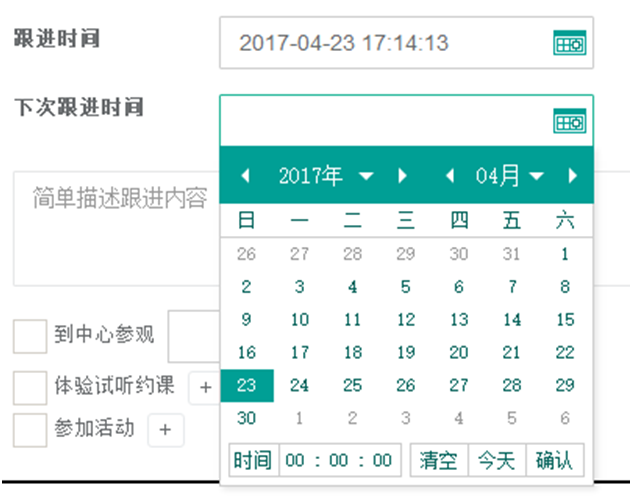 跟进时间 2017-04-23 17:14:13
下次跟进时间
2017年 04月
简单描述跟进内容
日 一 二 三 四 五 六
26 27 28 29 30 31 1
2 3 4 5 6 7 8
9 10 11 12 13 14 15
到中心参观
16 17 18 19 20 21 22
体验试听约课 +
23 24 25 26 27 28 29
参加活动 +
30 1 2 3 4 5 6
时间 00 : 00 : 00 清空 今天 确认